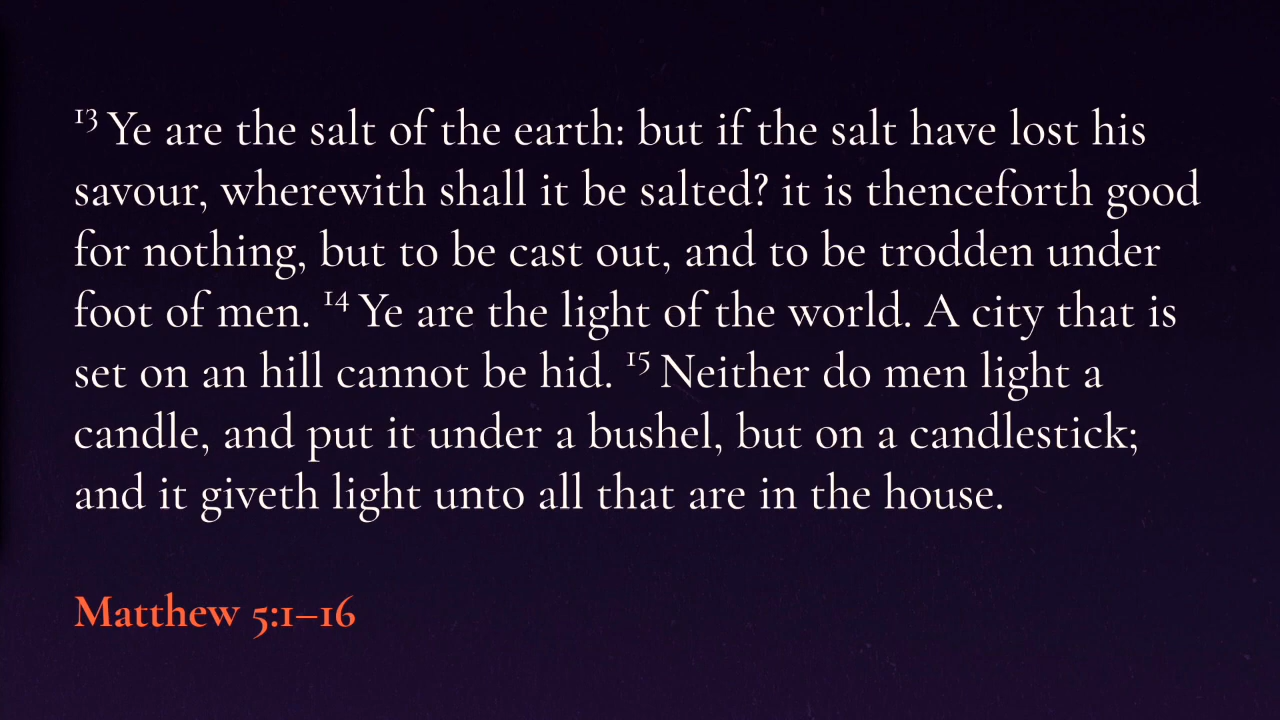 13 Ye are the salt of the earth: but if the salt have lost his
savour, wherewith shall it be salted? it is thenceforth good
for nothing, but to be cast out, and to be trodden under
foot of men. 14 Ye are the light of the world. A city that is
set on an hill cannot be hid. 15 Neither do men light a
candle, and put it under a bushel, but on a candlestick;
and it giveth light unto all that are in the house.
Matthew 5:1–16